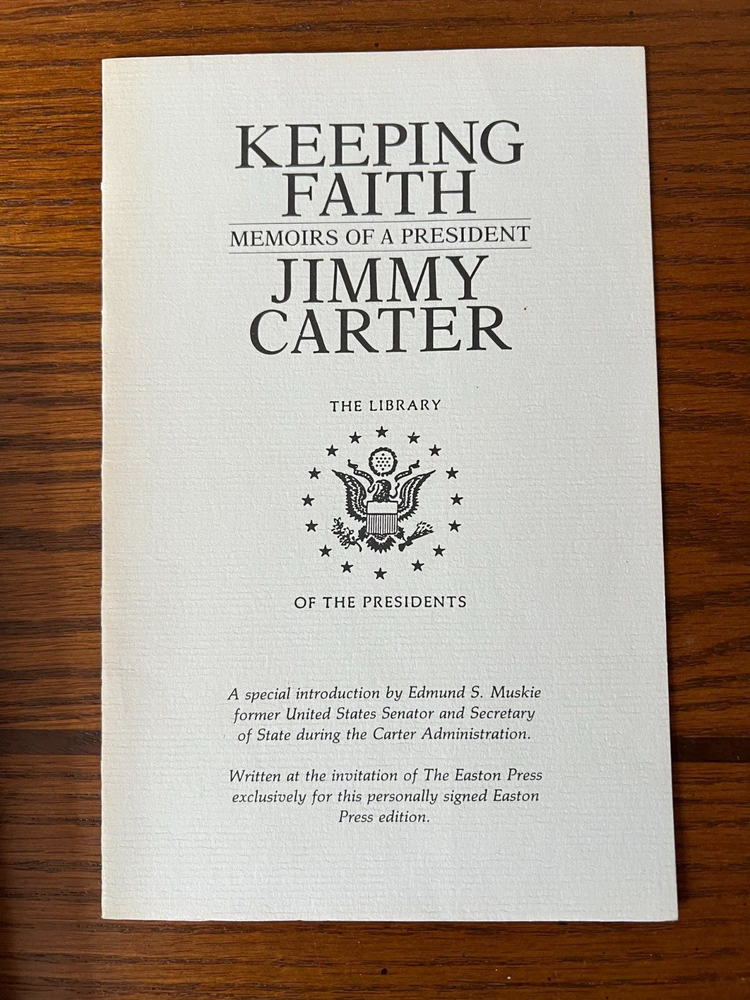 KEEPING
FAITH
MEMOIRS OF A PRESIDENT
JIMMY
CARTER
THE LIBRARY
OF THE PRESIDENTS
A special introduction by Edmund S. Muskie
former United States Senator and Secretary
of State during the Carter Administration.
Written at the invitation of The Easton Press
exclusively for this personally signed Easton
Press edition.